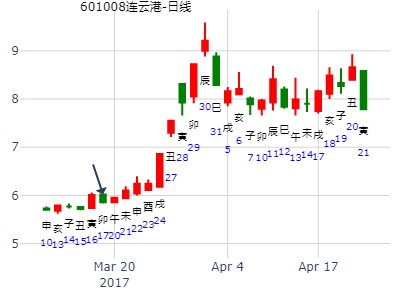 601008连云港-日线
9
8
7
6
5
申 亥 子 丑 寅 卯 午 未 申 酉 戌 丑 寅 卯 辰 巳 戌 亥 子 卯 辰 巳 午 未 戌 亥 子 丑 寅
10 13 14 15 16 17 20 21 22 23 24 27 28 29 30 31 5 6 7 10 11 12 13 14 17 18 19 20 21
Mar 20 Apr 4 Apr 17
2017